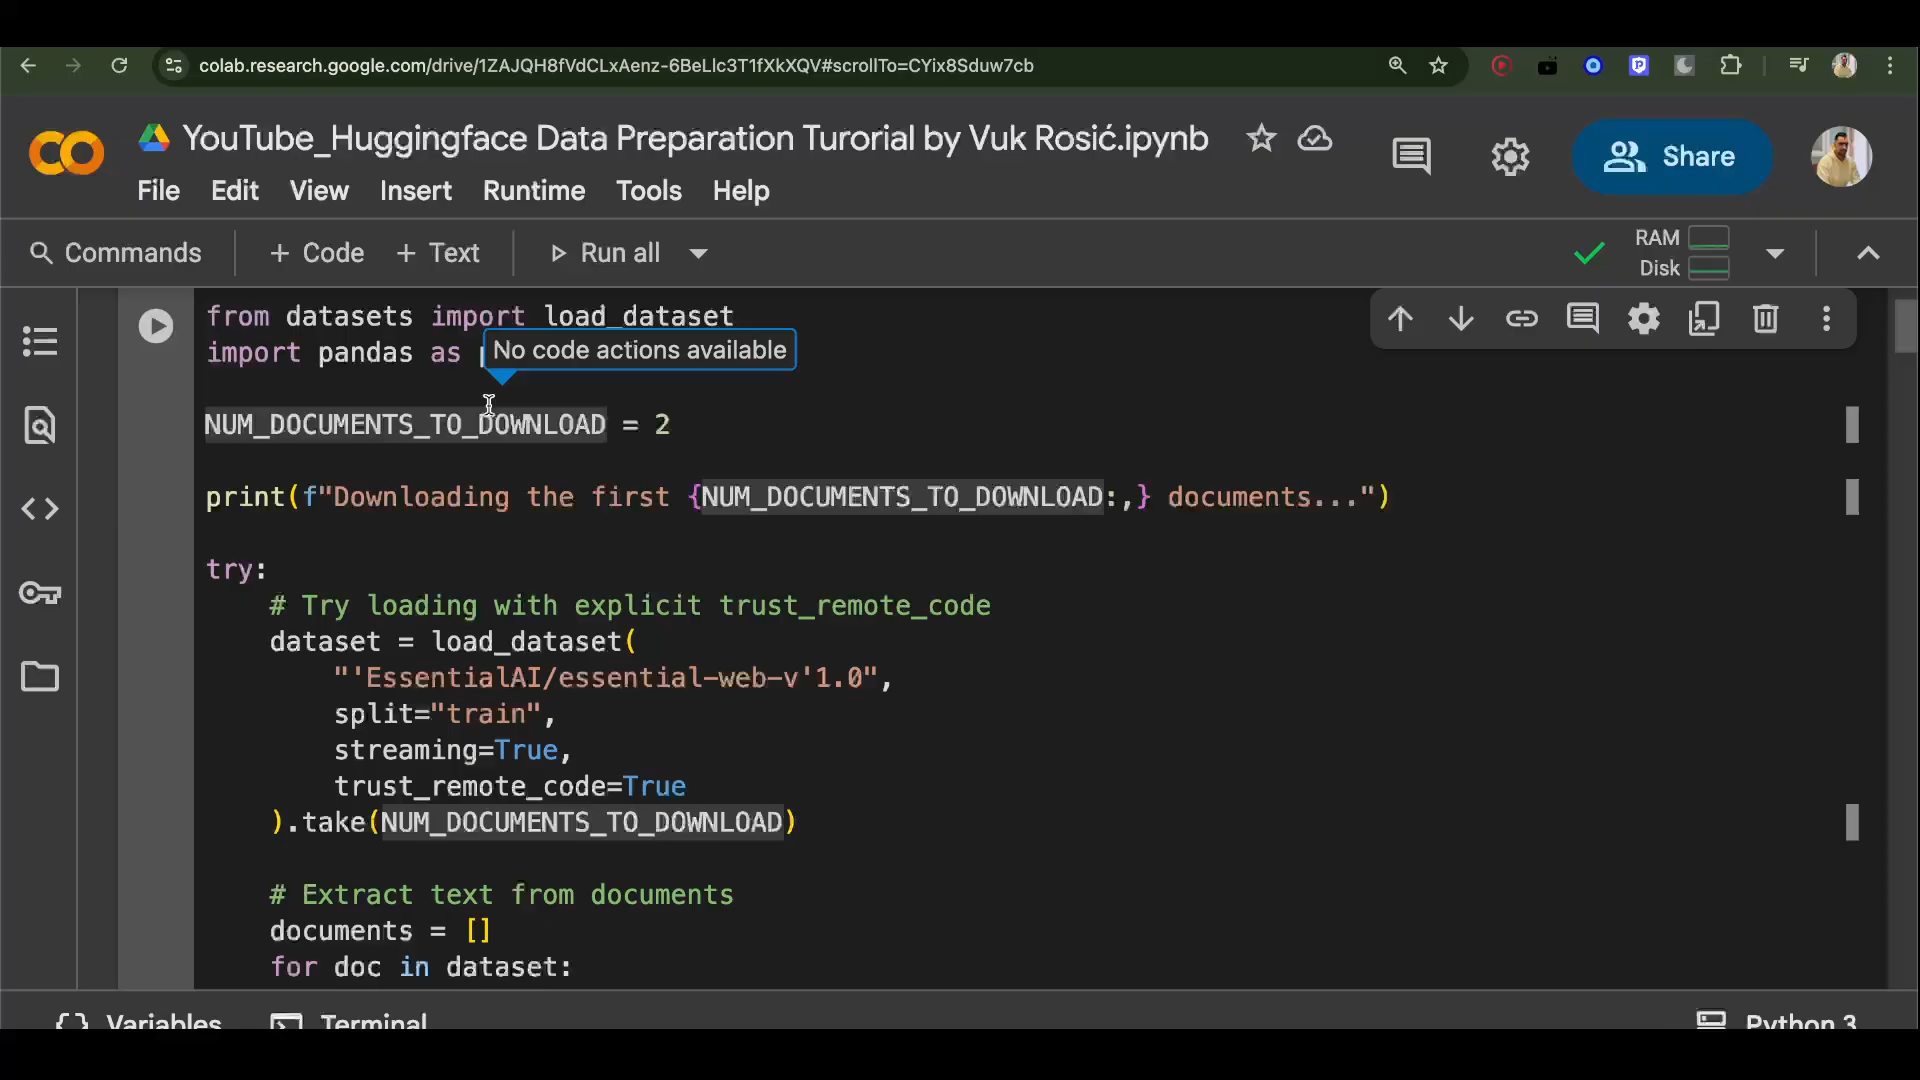 colab.research.google.com/drive/1ZAJQH8fVdCLxAenz-6BeLlc3T1fXkXQV#scrollTo=CYix8Sduw7cb
YouTube_Huggingface Data Preparation Turorial by Vuk Rosić.ipynb
Share
File Edit View Insert Runtime Tools Help
Commands + Code + Text Run all
RAM
Disk
from datasets import load_dataset
import pandas as
No code actions available
NUM_DOCUMENTS_TO_DOWNLOAD = 2
print(f"Downloading the first {NUM_DOCUMENTS_TO_DOWNLOAD:,} documents...")
try:
# Try loading with explicit trust_remote_code
dataset = load_dataset(
"'EssentialAI/essential-web-v'1.0",
split="train",
streaming=True,
trust_remote_code=True
).take(NUM_DOCUMENTS_TO_DOWNLOAD)
# Extract text from documents
documents = []
for doc in dataset:
Variables Terminal Python 3